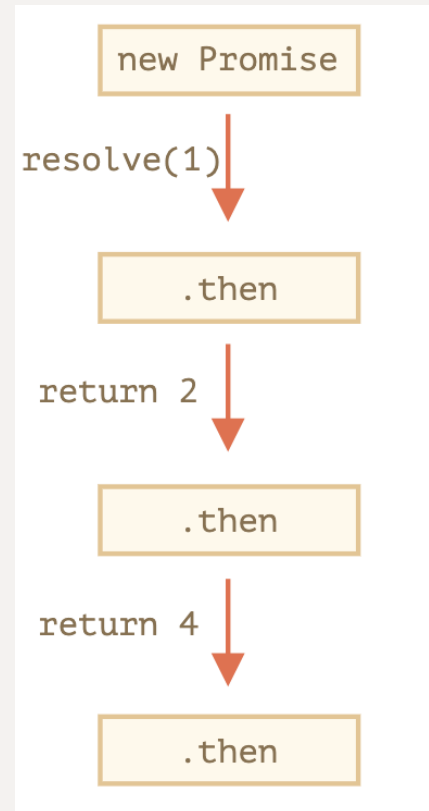 new Promise
resolve(1)
.then
return 2
.then
return 4
.then